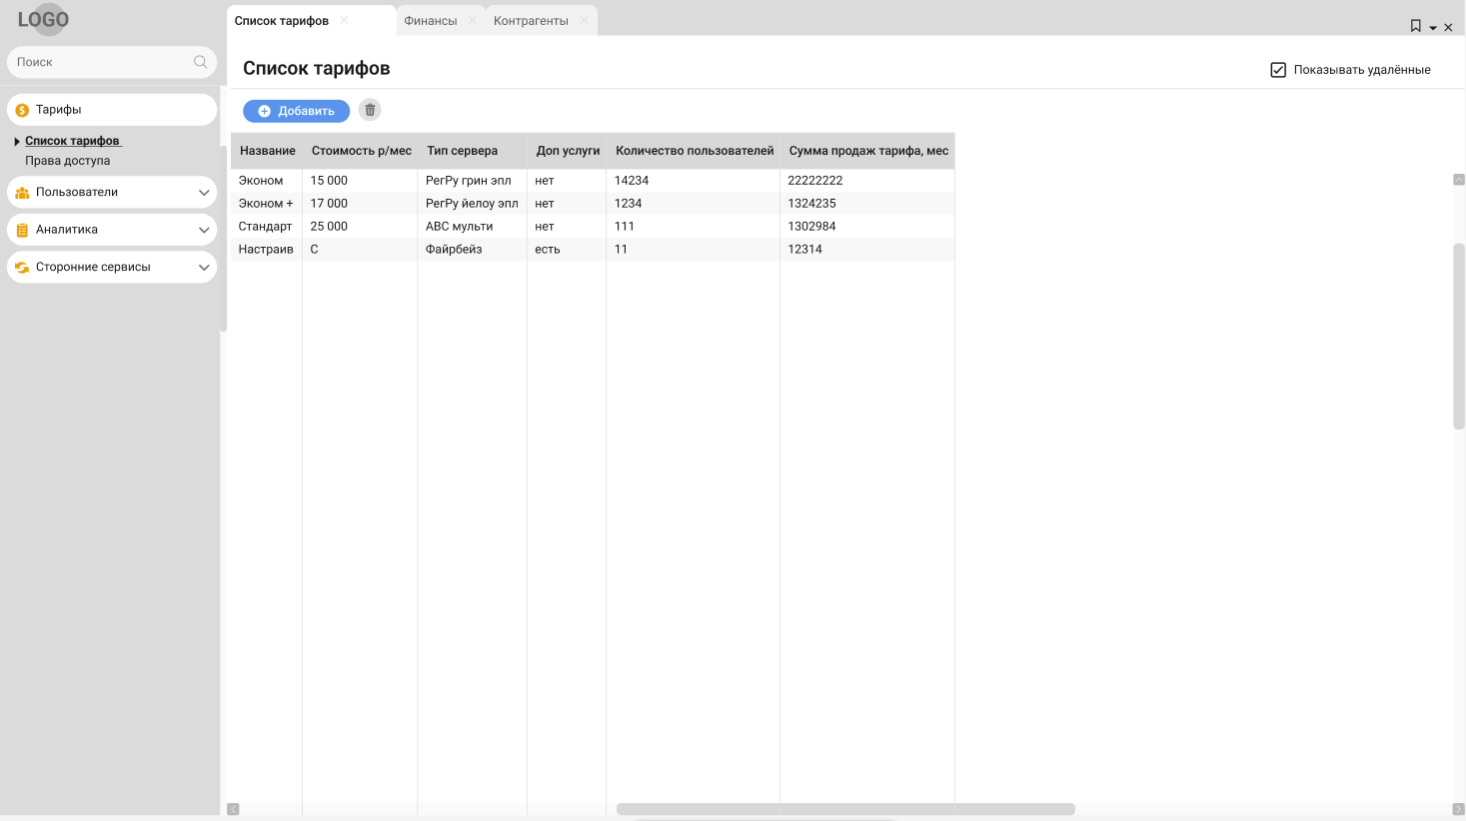 LOGO
Список тарифов
Финансы
Контрагенты
Поиск
Список тарифов
Показывать удалённые
Тарифы
Добавить
Список тарифов
Права доступа
Пользователи
Аналитика
Сторонние сервисы
Название Стоимость р/мес Тип сервера Доп услуги Количество пользователей Сумма продаж тарифа, мес
Эконом 15 000 РегРу грин эпл нет 14234 22222222
Эконом + 17 000 РегРу йелоу эпл нет 1234 1324235
Стандарт 25 000 АВС мульти нет 111 1302984
Настраив С Файрбейз есть 11 12314